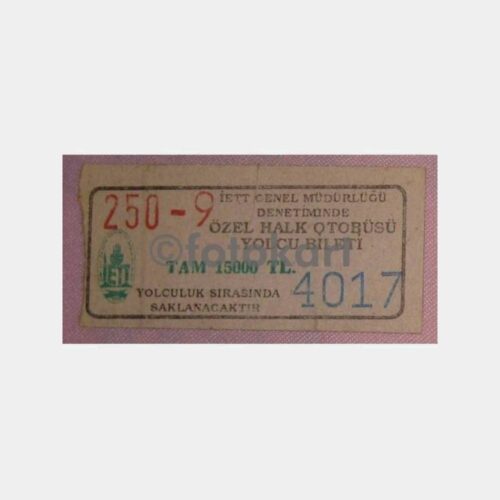 250-9
İETT GENEL MÜDÜRLÜĞÜ
DENETİMİNDE
ÖZEL HALK OTOBÜSÜ
YOLCU BİLETİ
©fotokart
TAM 15000 TL.
YOLCULUK SIRASINDA
SAKLANACAKTIR
4017